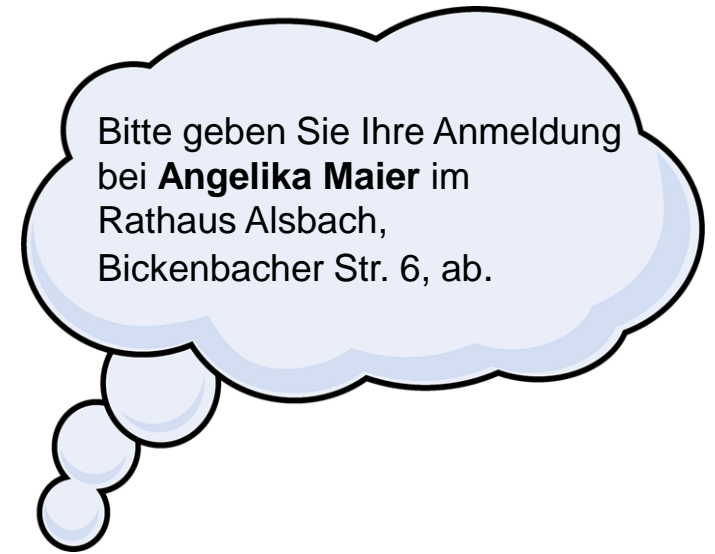 Bitte geben Sie Ihre Anmeldung
bei Angelika Maier im
Rathaus Alsbach,
Bickenbacher Str. 6, ab.